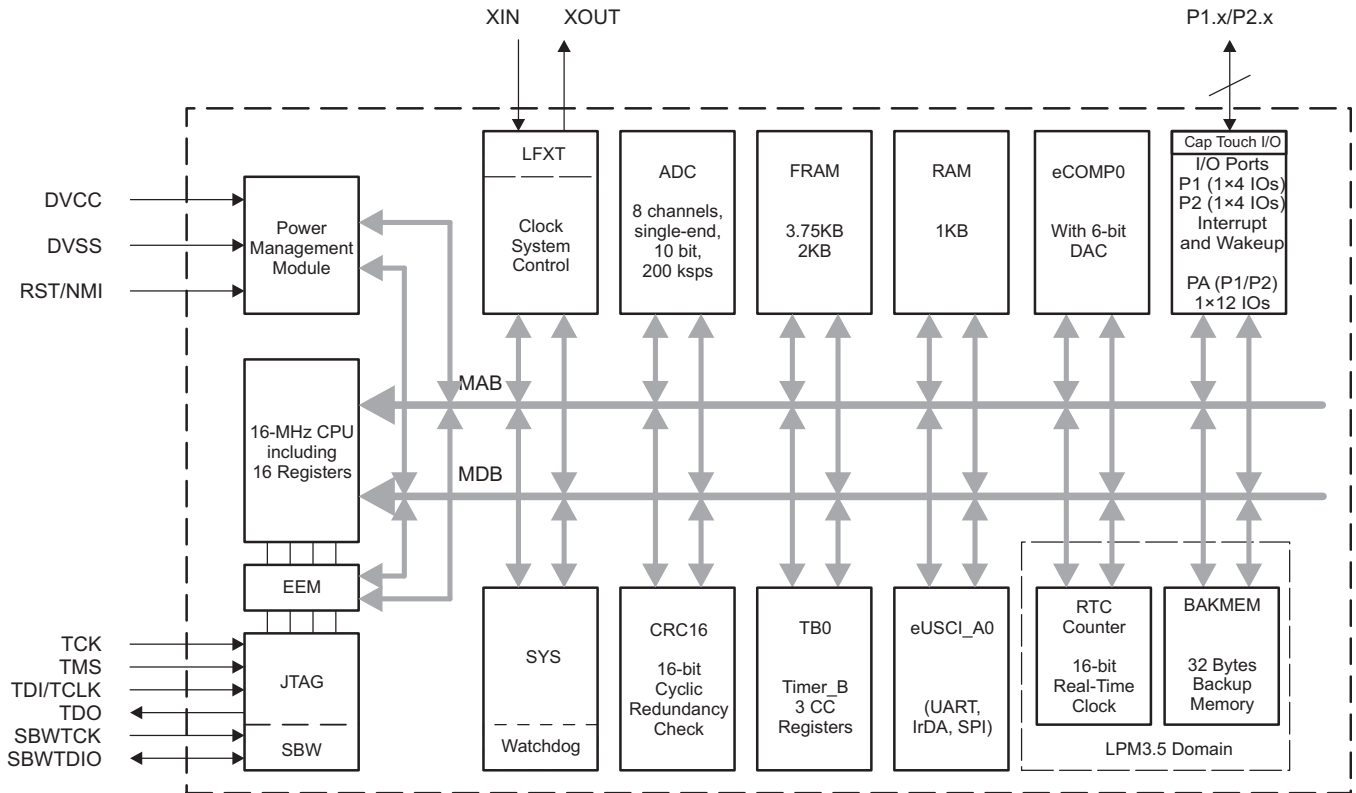 XIN
XOUT
P1.x/P2.x
DVCC
DVSS
RST/NMI
Power
Management
Module
LFXT
Clock
System
Control
ADC
8 channels,
single-end,
10 bit,
200 ksps
FRAM
3.75KB
2KB
RAM
1KB
eCOMP0
With 6-bit
DAC
Cap Touch I/O
I/O Ports
P1 (1×4 IOs)
P2 (1×4 IOs)
Interrupt
and Wakeup
PA (P1/P2)
1×12 IOs
MAB
16-MHz CPU
including
16 Registers
MDB
EEM
TCK
TMS
TDI/TCLK
TDO
SBWTCK
SBWTDIO
JTAG
SBW
SYS
Watchdog
CRC16
16-bit
Cyclic
Redundancy
Check
TB0
Timer_B
3 CC
Registers
eUSCI_A0
(UART,
IrDA, SPI)
RTC
Counter
16-bit
Real-Time
Clock
BAKMEM
32 Bytes
Backup
Memory
LPM3.5 Domain